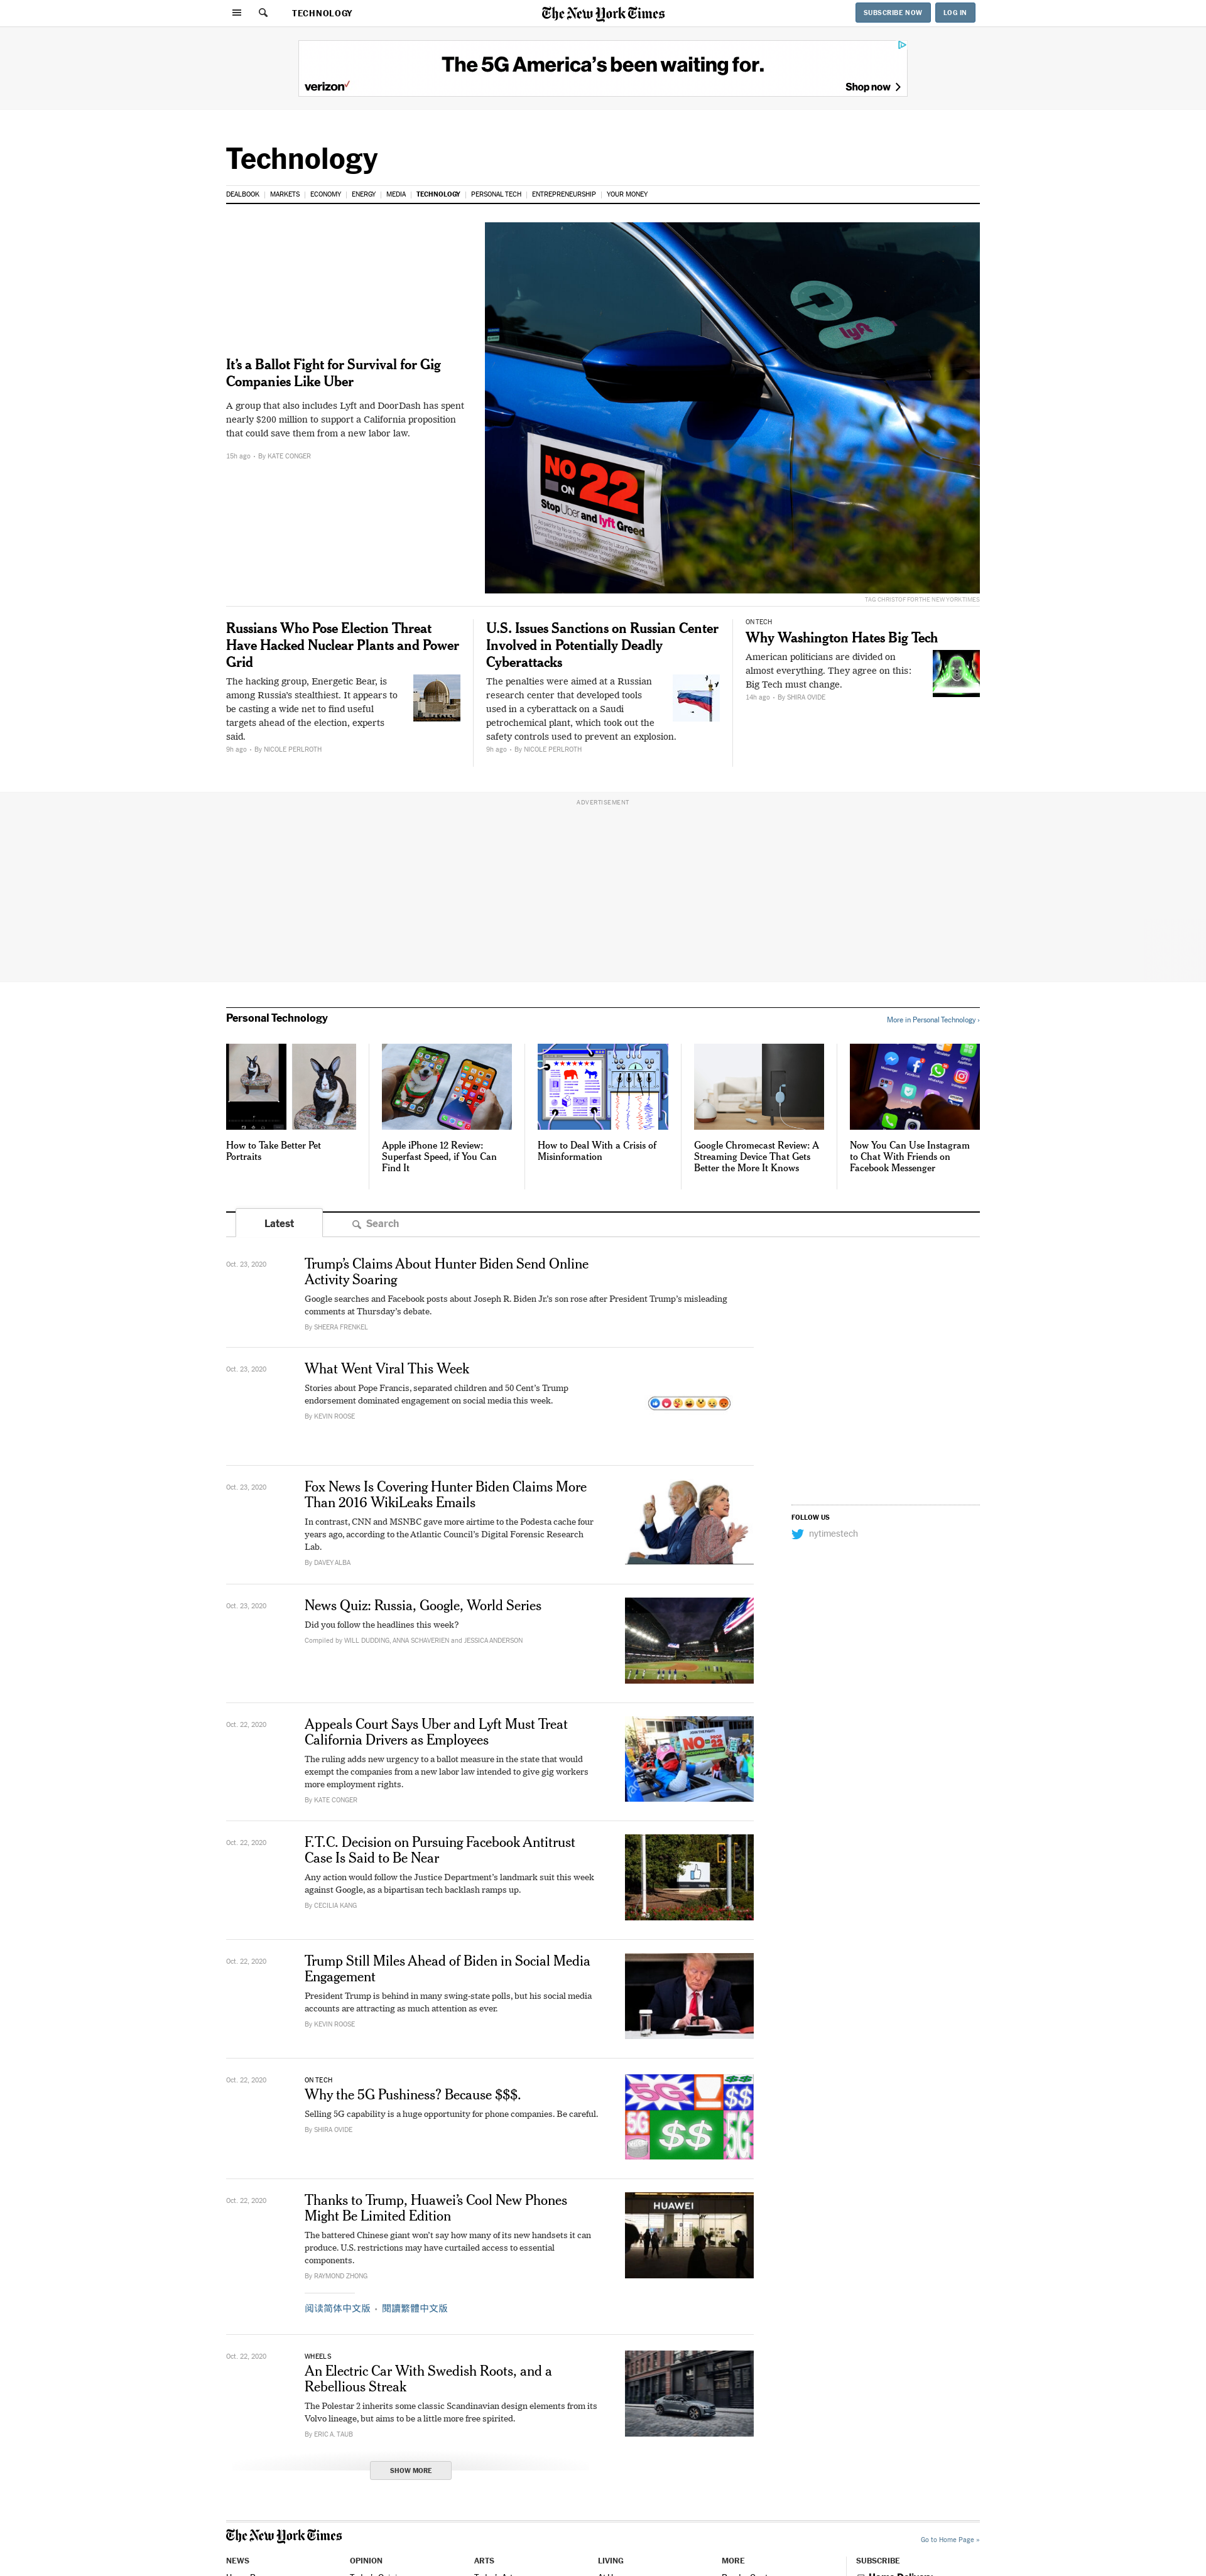 TECHNOLOGY
The New York Times
SUBSCRIBE NOW
LOG IN
The 5G America's been waiting for.
verizon
Shop now
Technology
DEALBOOK
MARKETS
ECONOMY
ENERGY
MEDIA
TECHNOLOGY
PERSONAL TECH
ENTREPRENEURSHIP
YOUR MONEY
It's a Ballot Fight for Survival for Gig
Companies Like Uber
A group that also includes Lyft and DoorDash has spent
nearly $200 million to support a California proposition
that could save them from a new labor law.
15h ago • By KATE CONGER
lyft
NO
ON 22
Stop Uber and lyft Greed
TAG CHRISTOF FOR THE NEW YORK TIMES
Russians Who Pose Election Threat
Have Hacked Nuclear Plants and Power
Grid
The hacking group, Energetic Bear, is
among Russia's stealthiest. It appears to
be casting a wide net to find useful
targets ahead of the election, experts
said.
9h ago • By NICOLE PERLROTH
U.S. Issues Sanctions on Russian Center
Involved in Potentially Deadly
Cyberattacks
The penalties were aimed at a Russian
research center that developed tools
used in a cyberattack on a Saudi
petrochemical plant, which took out the
safety controls used to prevent an explosion.
9h ago • By NICOLE PERLROTH
ON TECH
Why Washington Hates Big Tech
American politicians are divided on
almost everything. They agree on this:
Big Tech must change.
14h ago • By SHIRA OVIDE
ADVERTISEMENT
Personal Technology
More in Personal Technology ›
How to Take Better Pet
Portraits
Apple iPhone 12 Review:
Superfast Speed, if You Can
Find It
How to Deal With a Crisis of
Misinformation
Google Chromecast Review: A
Streaming Device That Gets
Better the More It Knows
Now You Can Use Instagram
to Chat With Friends on
Facebook Messenger
Latest
Search
Oct. 23, 2020
Trump's Claims About Hunter Biden Send Online
Activity Soaring
Google searches and Facebook posts about Joseph R. Biden Jr.'s son rose after President Trump's misleading
comments at Thursday's debate.
By SHEERA FRENKEL
Oct. 23, 2020
What Went Viral This Week
Stories about Pope Francis, separated children and 50 Cent's Trump
endorsement dominated engagement on social media this week.
By KEVIN ROOSE
Oct. 23, 2020
Fox News Is Covering Hunter Biden Claims More
Than 2016 WikiLeaks Emails
In contrast, CNN and MSNBC gave more airtime to the Podesta cache four
years ago, according to the Atlantic Council's Digital Forensic Research
Lab.
By DAVEY ALBA
FOLLOW US
nytimestech
Oct. 23, 2020
News Quiz: Russia, Google, World Series
Did you follow the headlines this week?
Compiled by WILL DUDDING, ANNA SCHAVERIEN and JESSICA ANDERSON
Oct. 22, 2020
Appeals Court Says Uber and Lyft Must Treat
California Drivers as Employees
The ruling adds new urgency to a ballot measure in the state that would
exempt the companies from a new labor law intended to give gig workers
more employment rights.
By KATE CONGER
Oct. 22, 2020
F.T.C. Decision on Pursuing Facebook Antitrust
Case Is Said to Be Near
Any action would follow the Justice Department's landmark suit this week
against Google, as a bipartisan tech backlash ramps up.
By CECILIA KANG
Oct. 22, 2020
Trump Still Miles Ahead of Biden in Social Media
Engagement
President Trump is behind in many swing-state polls, but his social media
accounts are attracting as much attention as ever.
By KEVIN ROOSE
Oct. 22, 2020
ON TECH
Why the 5G Pushiness? Because $$$.
Selling 5G capability is a huge opportunity for phone companies. Be careful.
By SHIRA OVIDE
5G
$$
5G
$$
5G
Oct. 22, 2020
Thanks to Trump, Huawei's Cool New Phones
Might Be Limited Edition
The battered Chinese giant won't say how many of its new handsets it can
produce. U.S. restrictions may have curtailed access to essential
components.
By RAYMOND ZHONG
HUAWEI
阅读简体中文版 • 閱讀繁體中文版
Oct. 22, 2020
WHEELS
An Electric Car With Swedish Roots, and a
Rebellious Streak
The Polestar 2 inherits some classic Scandinavian design elements from its
Volvo lineage, but aims to be a little more free spirited.
By ERIC A. TAUB
SHOW MORE
The New York Times
Go to Home Page »
NEWS
OPINION
ARTS
LIVING
MORE
SUBSCRIBE